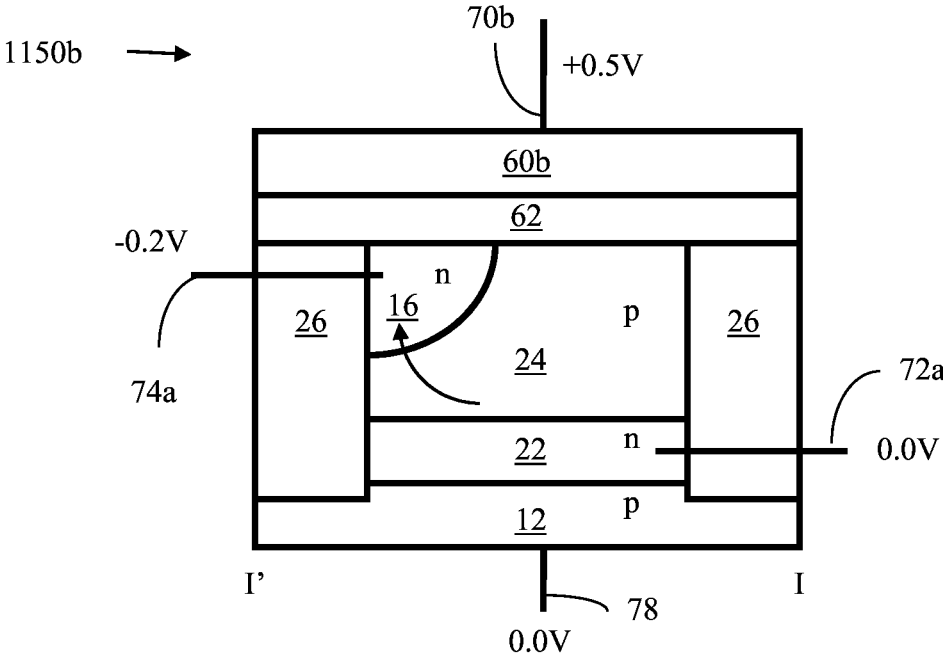 70b
1150b
+0.5V
60b
62
-0.2V
n
16
p
26
26
24
74a
72a
n
22
0.0V
p
12
I’
I
78
0.0V